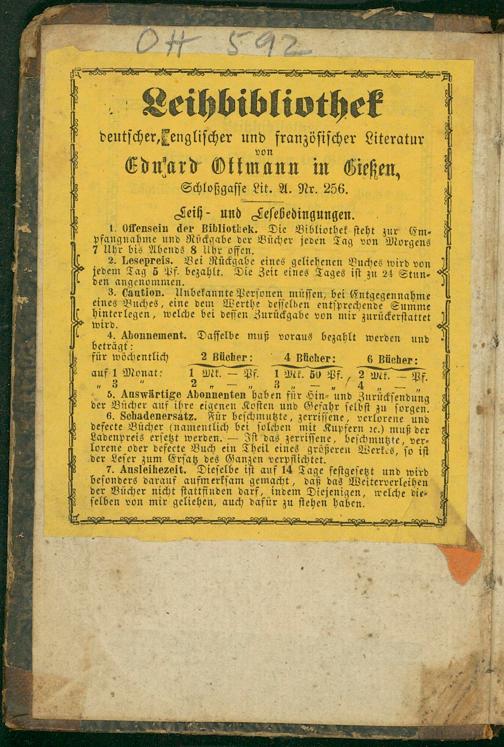 OH 592
Leihbibliothek
deutscher, englischer und französischer Literatur
von
Eduard Ottmann in Gießen,
Schloßgasse Lit. A. Nr. 256.
Leih- und Lesebedingungen.
1. Offensein der Bibliothek. Die Bibliothek steht zur Em-
pfangnahme und Rückgabe der Bücher jeden Tag von Morgens
7 Uhr bis Abends 8 Uhr offen.
2. Lesepreis. Bei Rückgabe eines geliehenen Buches wird von
jedem Tag 5 Pf. bezahlt. Die Zeit eines Tages ist zu 24 Stun-
den angenommen.
3. Caution. Unbekannte Personen müssen, bei Entgegennahme
eines Buches, eine dem Werthe desselben entsprechende Summe
hinterlegen, welche bei dessen Zurückgabe von mir zurückerstattet
wird.
4. Abonnement. Dasselbe muß voraus bezahlt werden und
beträgt:
für wöchentlich 2 Bücher: 4 Bücher: 6 Bücher:
auf 1 Monat: 1 Mk. — Pf. 1 Mk. 50 Pf. 2 Mk. — Pf.
„ 3 „ 2 „ — „ 3 „ — „ 4 „ — „
5. Auswärtige Abonnenten haben für Hin- und Zurücksendung
der Bücher auf ihre eigenen Kosten und Gefahr selbst zu sorgen.
6. Schadenersatz. Für beschmutzte, zerrissene, verlorene und
defecte Bücher (namentlich bei solchen mit Kupfern ꝛc.) muß der
Ladenpreis ersetzt werden. — Ist das zerrissene, beschmutzte, ver-
lorene oder defecte Buch ein Theil eines größeren Werkes, so ist
der Leser zum Ersatz des Ganzen verpflichtet.
7. Ausleihezeit. Dieselbe ist auf 14 Tage festgesetzt und wird
besonders darauf aufmerksam gemacht, daß das Weiterverleihen
der Bücher nicht stattfinden darf, indem Diejenigen, welche die-
selben von mir geliehen, auch dafür zu stehen haben.